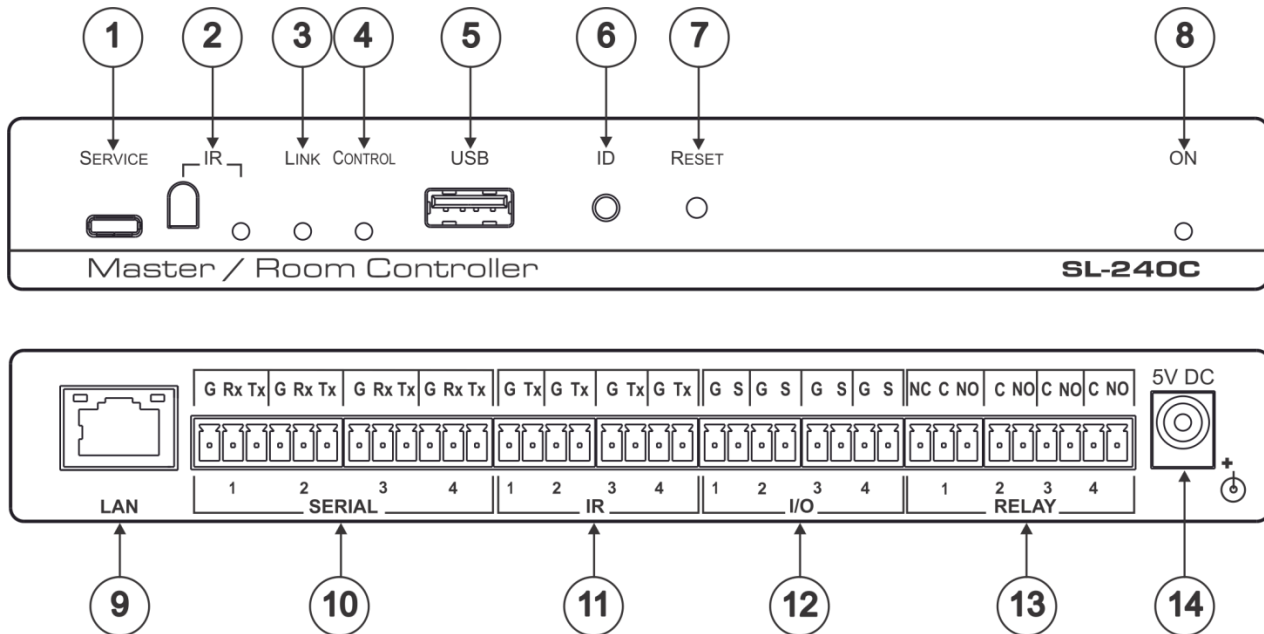 1 2 3 4 5 6 7 8
SERVICE IR LINK CONTROL USB ID RESET ON
Master / Room Controller SL-240C
G Rx Tx G Rx Tx G Rx Tx G Rx Tx G Tx G Tx G Tx G Tx G S G S G S G S NC C NO C NO C NO C NO 5V DC
+
1 2 3 4 1 2 3 4 1 2 3 4 1 2 3 4
LAN SERIAL IR I/O RELAY
9 10 11 12 13 14